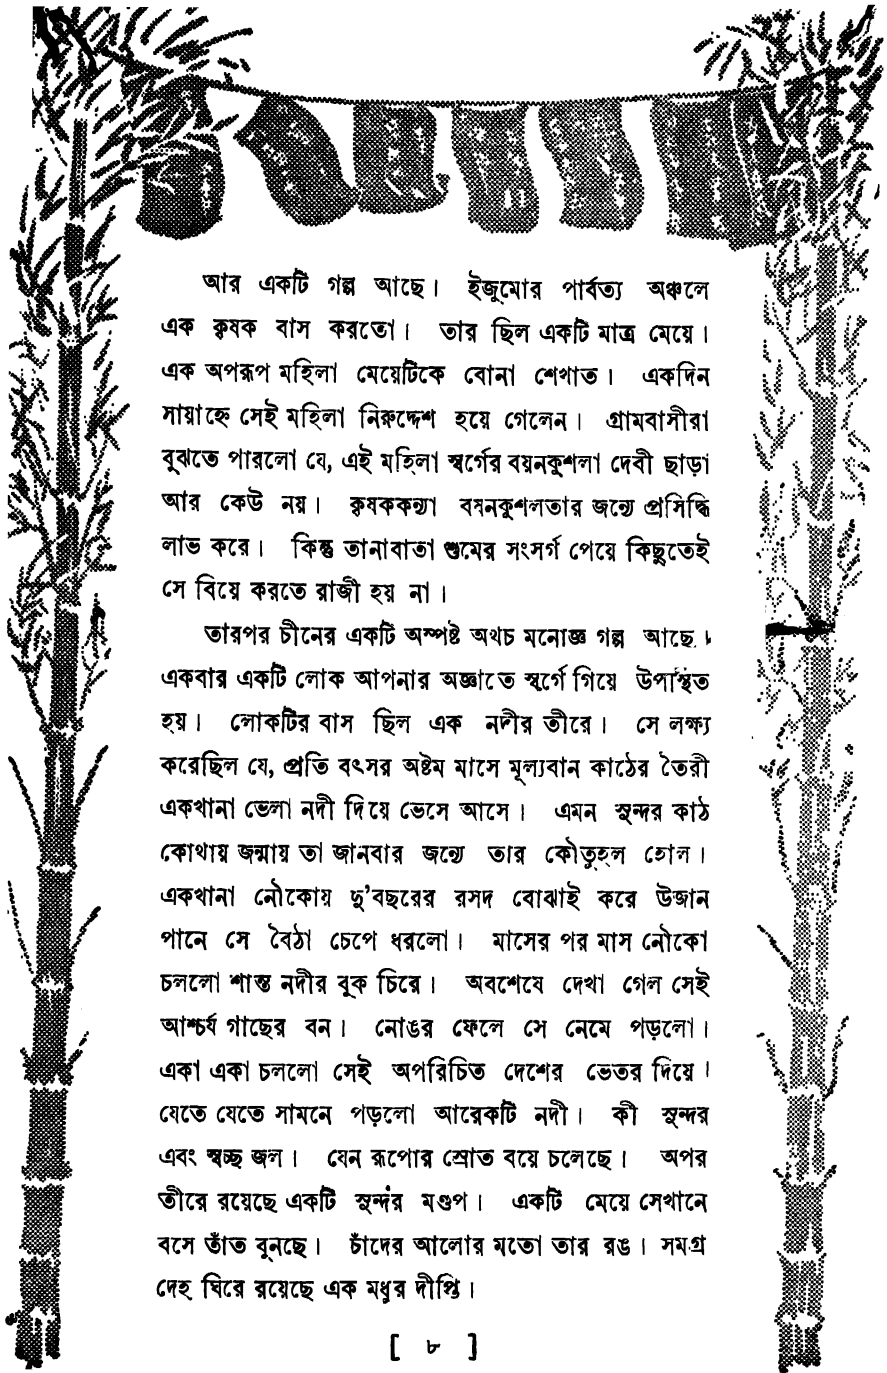 আর একটি গল্প আছে। ইজুমোর পার্বত্য অঞ্চলে
এক কৃষক বাস করতো। তার ছিল একটি মাত্র মেয়ে।
এক অপরূপ মহিলা মেয়েটিকে বোনা শেখাত। একদিন
সায়াহ্নে সেই মহিলা নিরুদ্দেশ হয়ে গেলেন। গ্রামবাসীরা
বুঝতে পারলো যে, এই মহিলা স্বর্গের বয়নকুশলা দেবী ছাড়া
আর কেউ নয়। কৃষককন্যা বয়নকুশলতার জন্যে প্রসিদ্ধি
লাভ করে। কিন্তু তানাবাতা শুমের সংসর্গ পেয়ে কিছুতেই
সে বিয়ে করতে রাজী হয় না।
তারপর চীনের একটি অস্পষ্ট অথচ মনোজ্ঞ গল্প আছে।
একবার একটি লোক আপনার অজ্ঞাতে স্বর্গে গিয়ে উপস্থিত
হয়। লোকটির বাস ছিল এক নদীর তীরে। সে লক্ষ্য
করেছিল যে, প্রতি বৎসর অষ্টম মাসে মূল্যবান কাঠের তৈরী
একখানা ভেলা নদী দিয়ে ভেসে আসে। এমন সুন্দর কাঠ
কোথায় জন্মায় তা জানবার জন্যে তার কৌতুহল হোল।
একখানা নৌকোয় দু'বছরের রসদ বোঝাই করে উজান
পানে সে বৈঠা চেপে ধরলো। মাসের পর মাস নৌকো
চললো শান্ত নদীর বুক চিরে। অবশেষে দেখা গেল সেই
আশ্চর্য গাছের বন। নোঙর ফেলে সে নেমে পড়লো।
একা একা চললো সেই অপরিচিত দেশের ভেতর দিয়ে।
যেতে যেতে সামনে পড়লো আরেকটি নদী। কী সুন্দর
এবং স্বচ্ছ জল। যেন রূপোর স্রোত বয়ে চলেছে। অপর
তীরে রয়েছে একটি সুন্দর মণ্ডপ। একটি মেয়ে সেখানে
বসে তাঁত বুনছে। চাঁদের আলোর মতো তার রঙ। সমগ্র
দেহ ঘিরে রয়েছে এক মধুর দীপ্তি।
[ ৮ ]